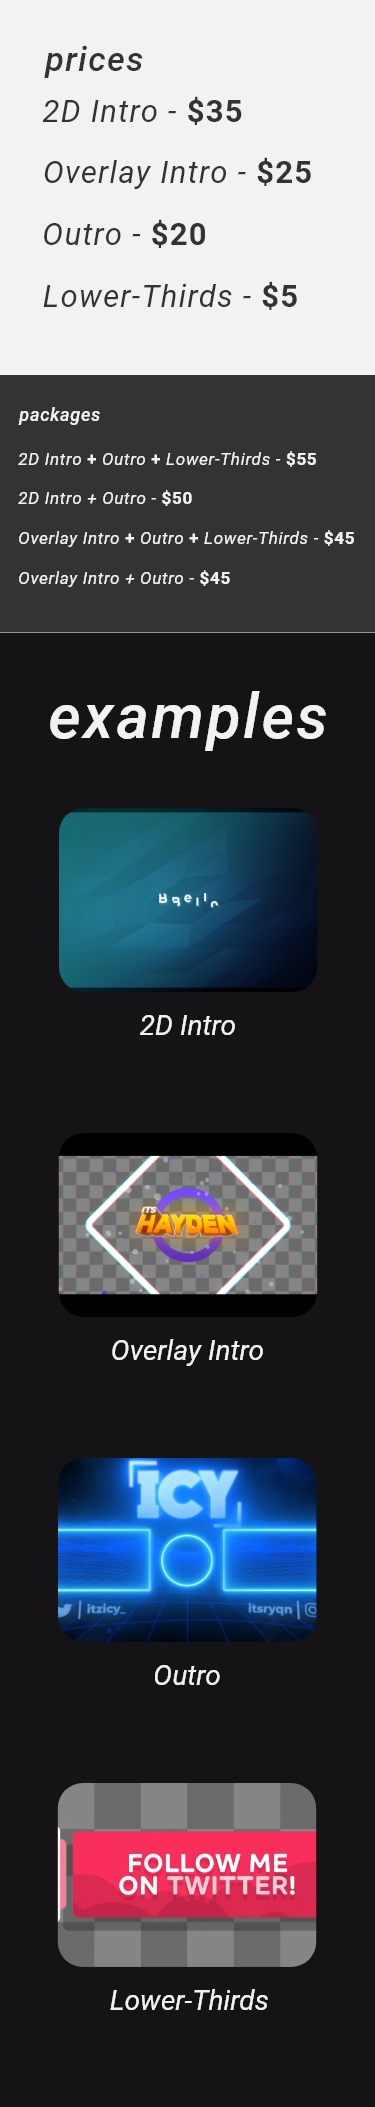 prices
2D Intro - $35
Overlay Intro - $25
Outro - $20
Lower-Thirds - $5
packages
2D Intro + Outro + Lower-Thirds - $55
2D Intro + Outro - $50
Overlay Intro + Outro + Lower-Thirds - $45
Overlay Intro + Outro - $45
examples
2D Intro
ITS
HAYDEN
Overlay Intro
ICY
itzicy_
itsryqn
Outro
FOLLOW ME
ON TWITTER!
Lower-Thirds